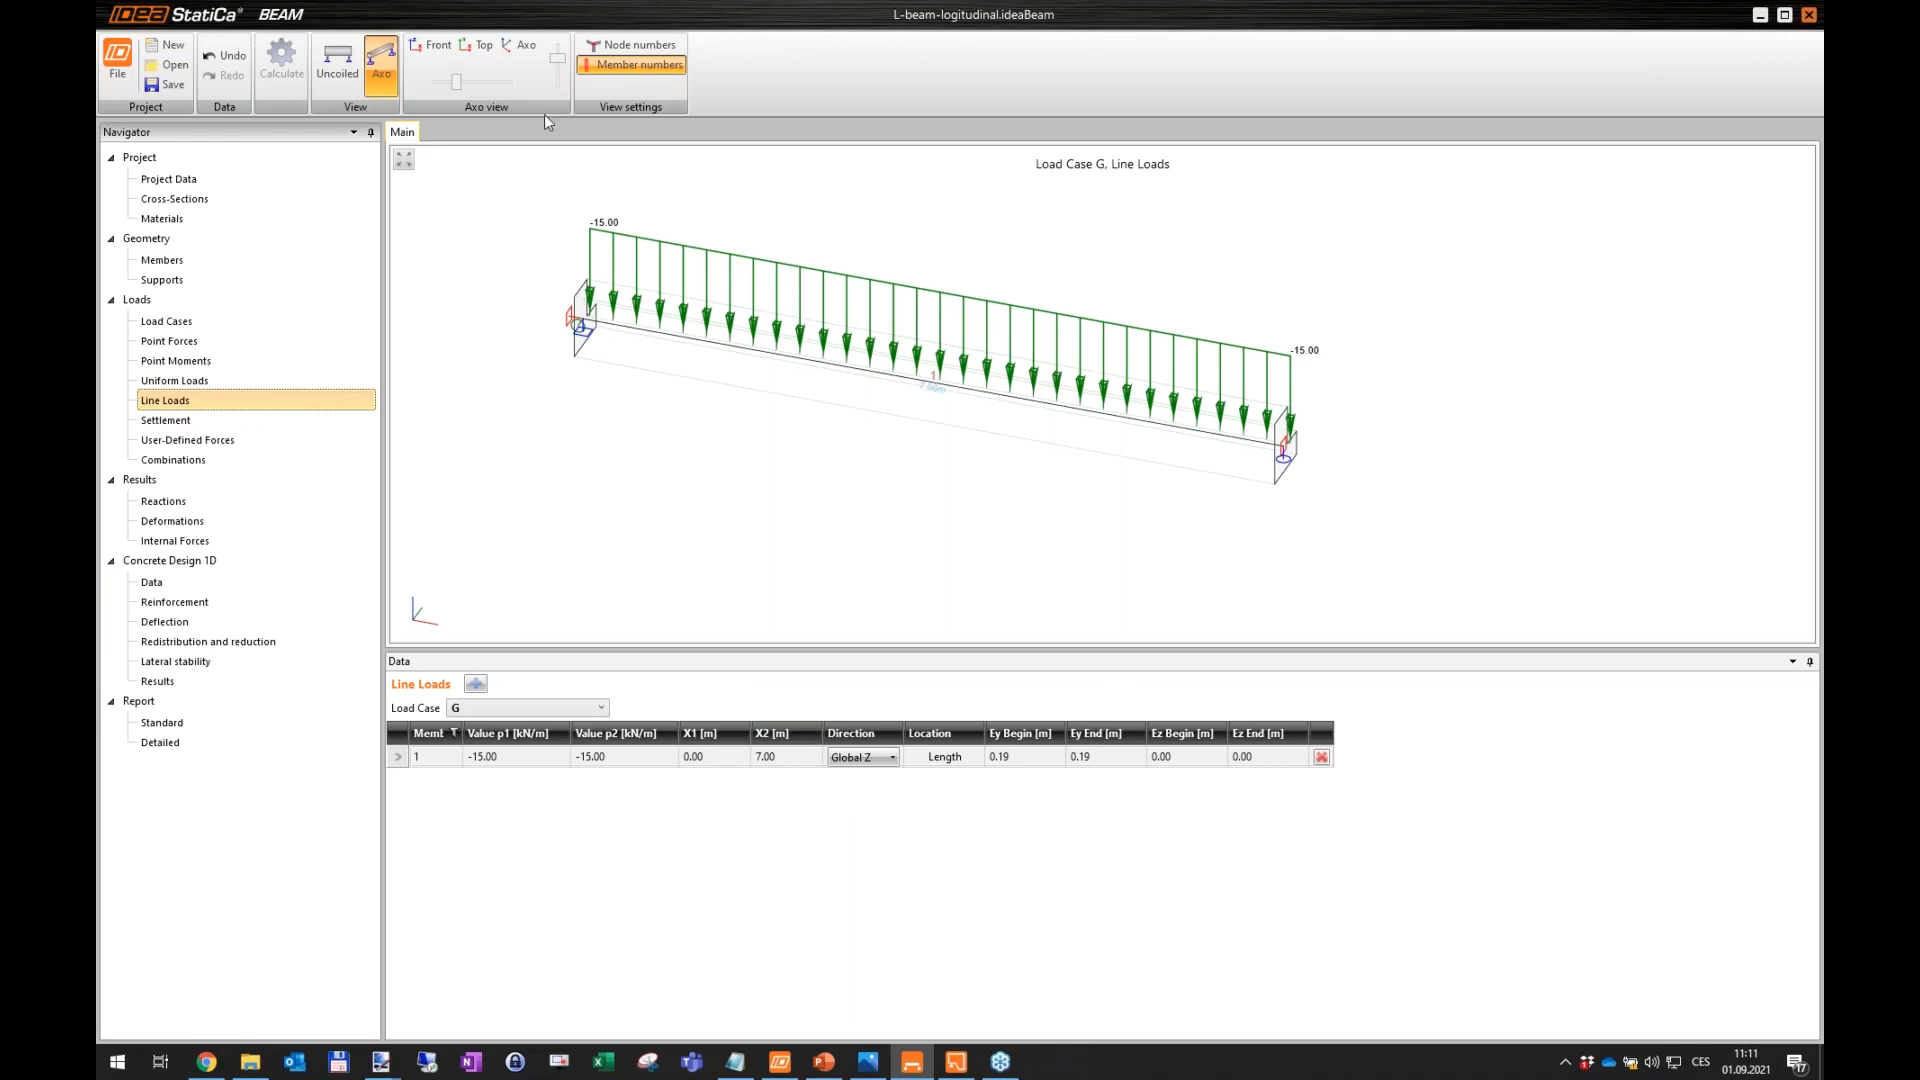 IDEA StatiCa® BEAM
L-beam-logitudinal.ideaBeam
File
New
Open
Save
Project
Undo
Redo
Data
Calculate
Uncoiled
Axo
View
Front Top Axo
Axo view
Node numbers
Member numbers
View settings
Navigator
Project
Project Data
Cross-Sections
Materials
Geometry
Members
Supports
Loads
Load Cases
Point Forces
Point Moments
Uniform Loads
Line Loads
Settlement
User-Defined Forces
Combinations
Results
Reactions
Deformations
Internal Forces
Concrete Design 1D
Data
Reinforcement
Deflection
Redistribution and reduction
Lateral stability
Results
Report
Standard
Detailed
Main
Load Case G, Line Loads
-15.00
-15.00
1
7.00m
Data
Line Loads
Load Case G
Meml Value p1 [kN/m] Value p2 [kN/m] X1 [m] X2 [m] Direction Location Ey Begin [m] Ey End [m] Ez Begin [m] Ez End [m]
1 -15.00 -15.00 0.00 7.00 Global Z Length 0.19 0.19 0.00 0.00
CES
11:11
01.09.2021
17